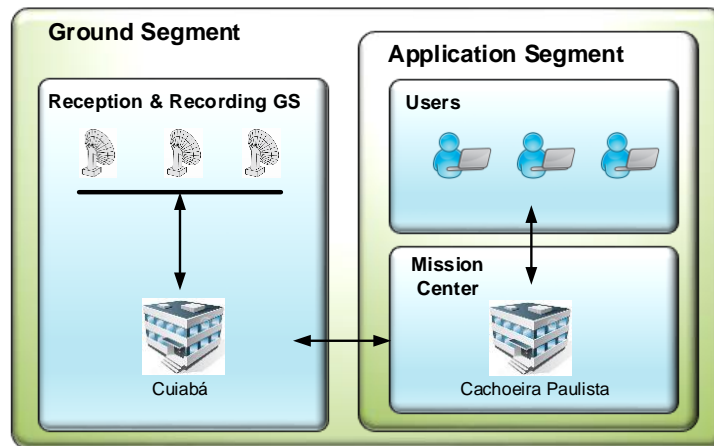 Ground Segment
Reception & Recording GS
Cuiabá
Application Segment
Users
Mission
Center
Cachoeira Paulista